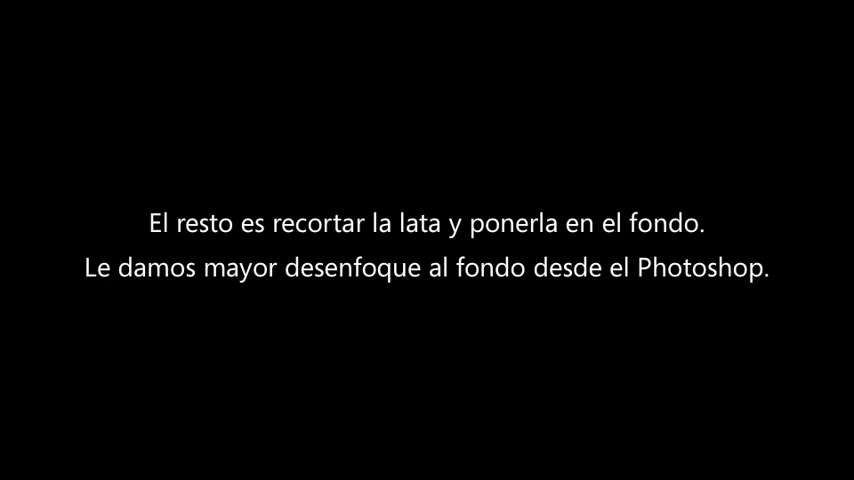 El resto es recortar la lata y ponerla en el fondo.
Le damos mayor desenfoque al fondo desde el Photoshop.